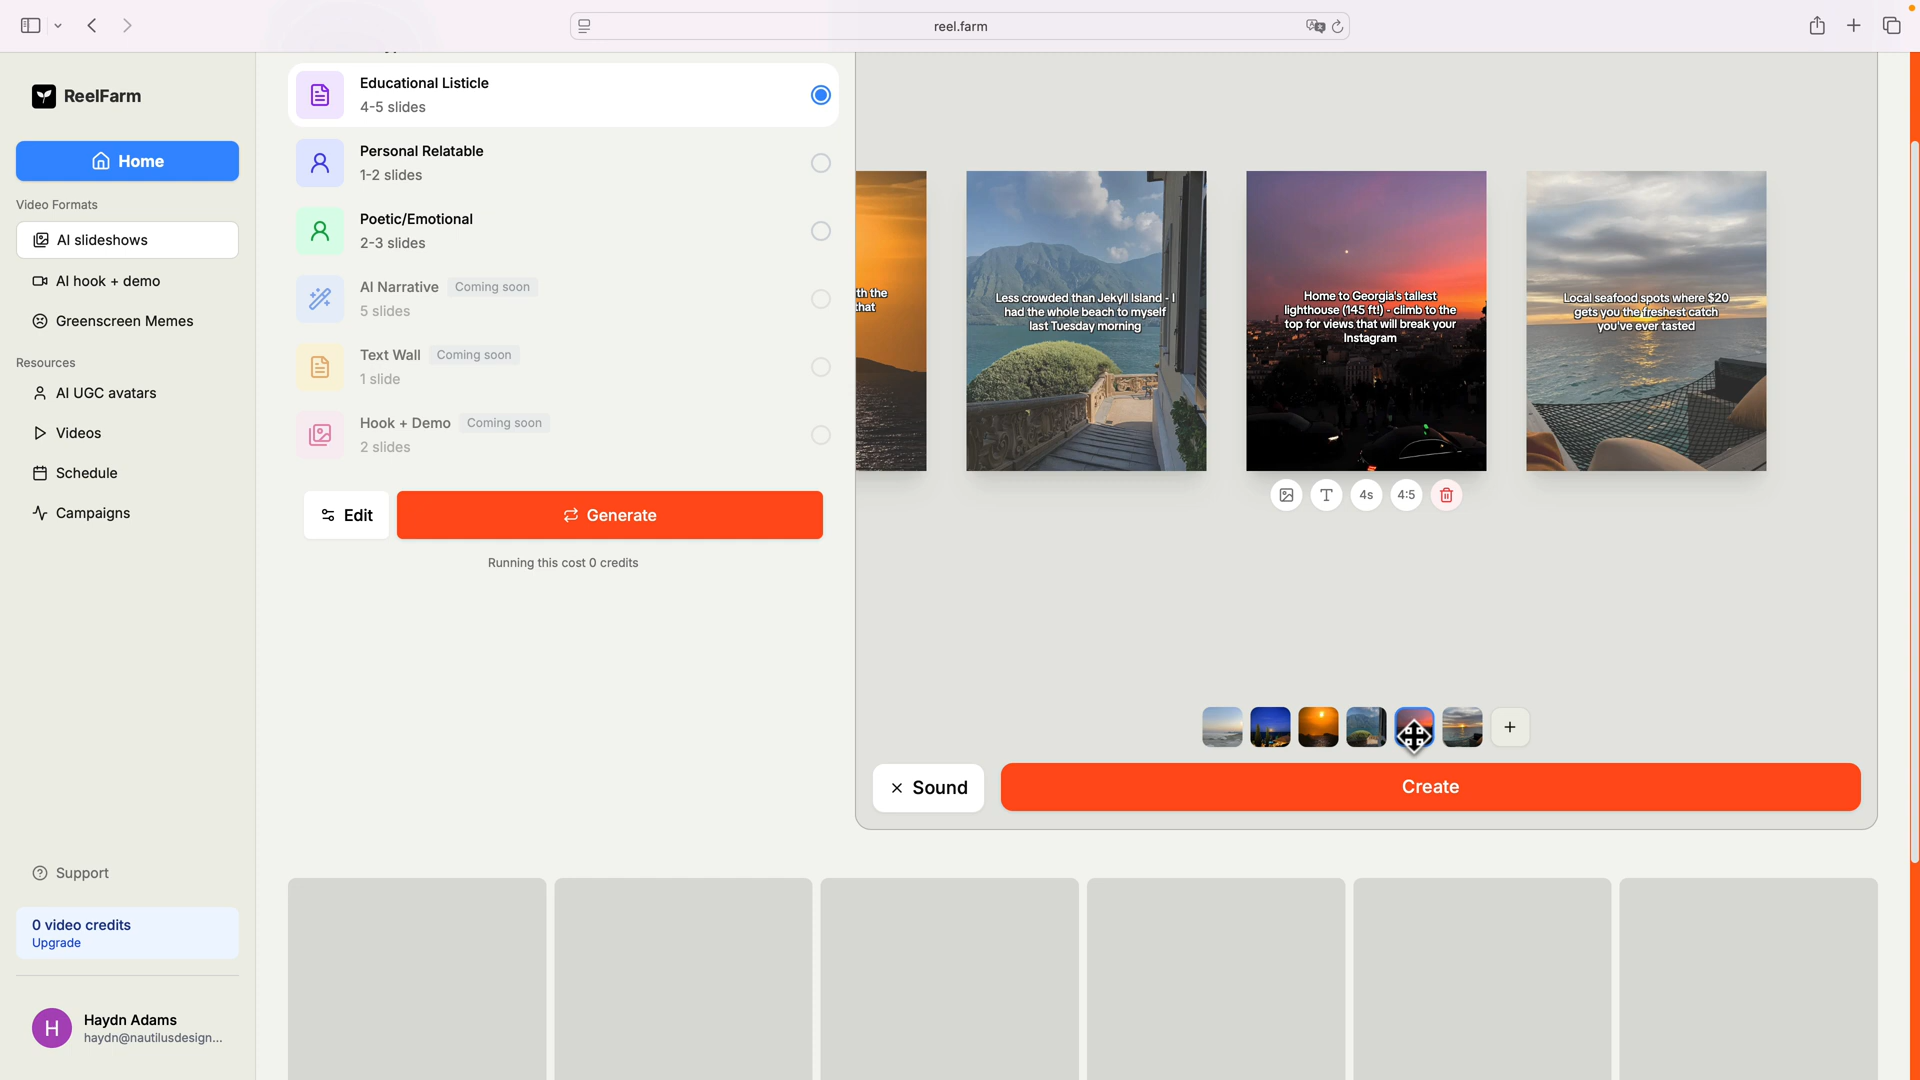 reel.farm
ReelFarm
Home
Video Formats
AI slideshows
AI hook + demo
Greenscreen Memes
Resources
AI UGC avatars
Videos
Schedule
Campaigns
Support
0 video credits
Upgrade
H
Haydn Adams
haydn@nautilusdesign...
Educational Listicle
4-5 slides
Personal Relatable
1-2 slides
Poetic/Emotional
2-3 slides
AI Narrative Coming soon
5 slides
Text Wall Coming soon
1 slide
Hook + Demo Coming soon
2 slides
Edit
Generate
Running this cost 0 credits
th the
that
Less crowded than Jekyll Island - I
had the whole beach to myself
last Tuesday morning
Home to Georgia's tallest
lighthouse (145 ft!) - climb to the
top for views that will break your
Instagram
Local seafood spots where $20
gets you the freshest catch
you've ever tasted
4s
4:5
Sound
Create